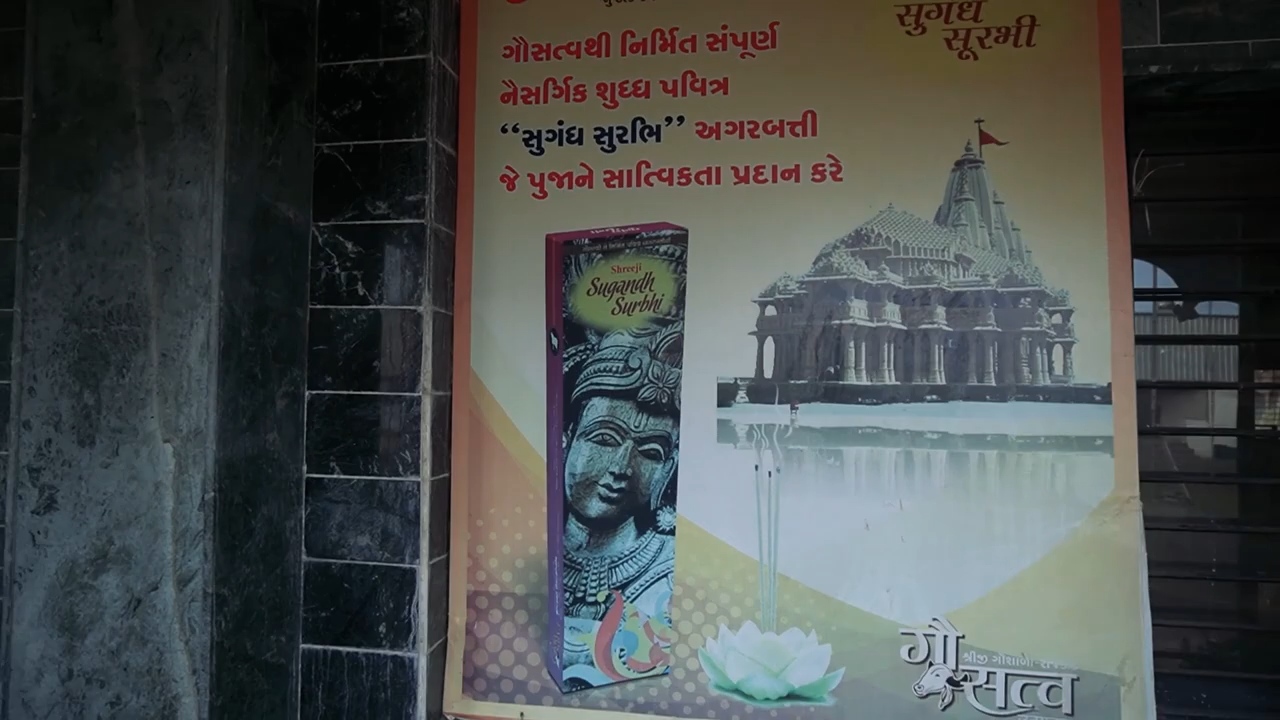 સુગંધ
સૂરભી
ગૌસત્વથી નિર્મિત સંપૂર્ણ
નૈસર્ગિક શુધ્ધ પવિત્ર
“સુગંધ સુરભિ” અગરબત્તી
જે પુજાને સાત્વિકતા પ્રદાન કરે
Shreeji
Sugandh
Surbhi
ગૌ
શ્રીજી ગૌશાળા
સત્વ